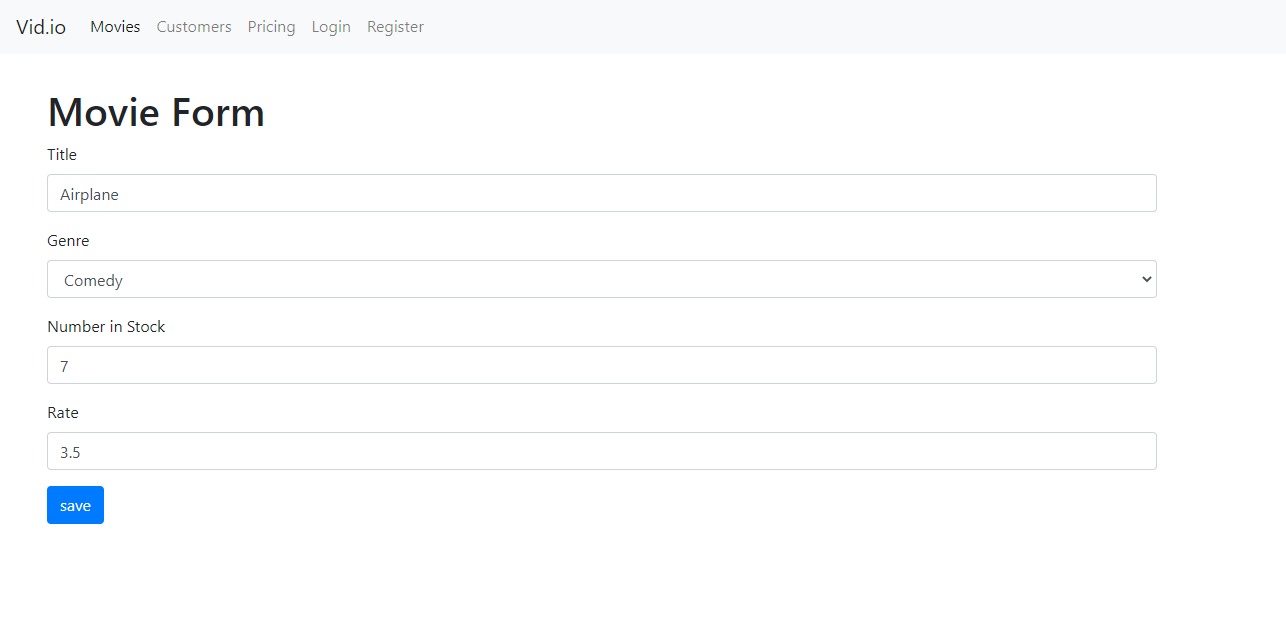 Vid.io Movies Customers Pricing Login Register
Movie Form
Title
Airplane
Genre
Comedy
Number in Stock
7
Rate
3.5
save